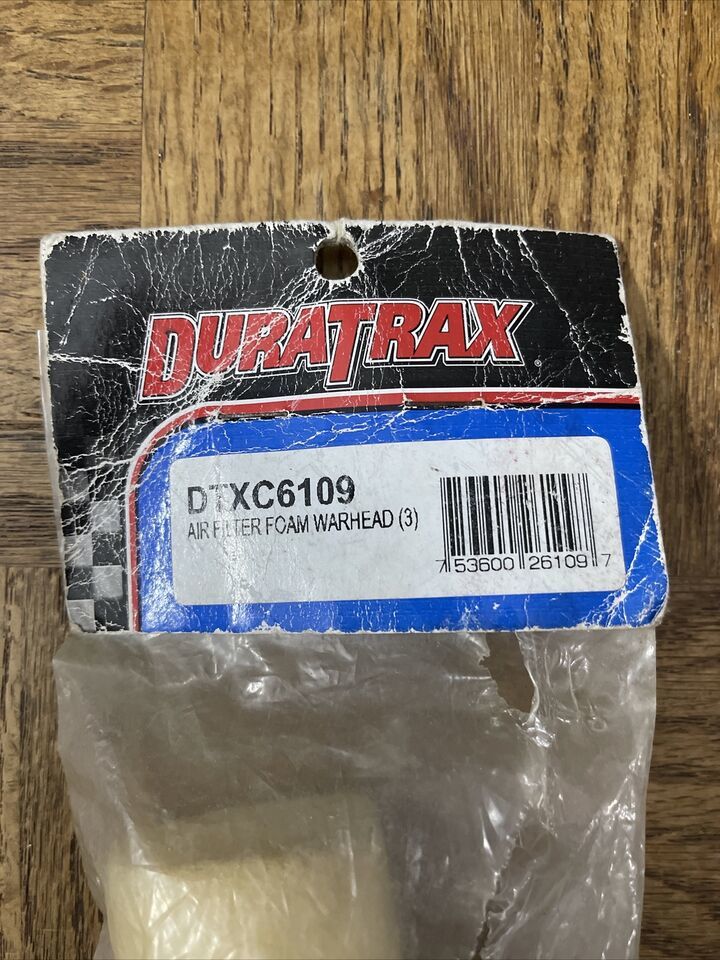 DURATRAX
DTXC6109
AIR FILTER FOAM WARHEAD (3)
7 53600 26109 7